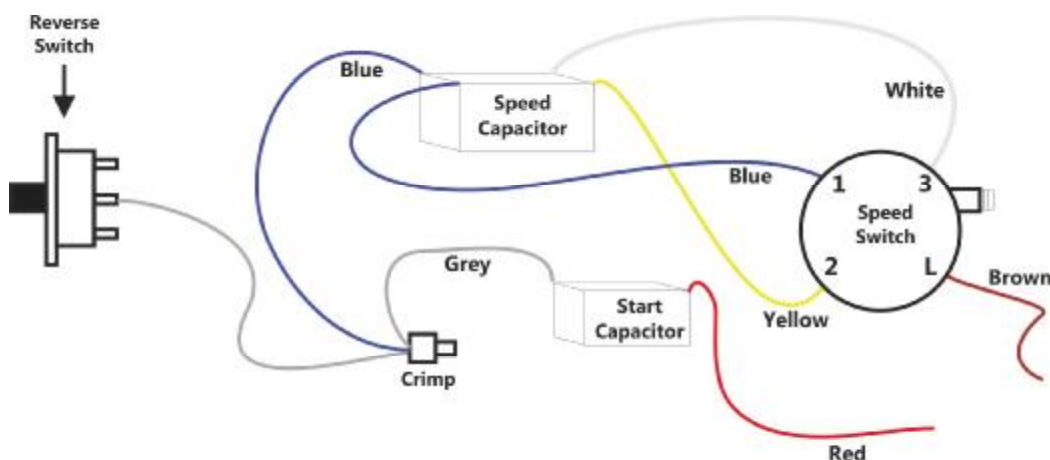 Reverse
Switch
Blue
Speed
Capacitor
White
Blue
1
3
Speed
Switch
2
L
Grey
Brown
Start
Capacitor
Yellow
Crimp
Red